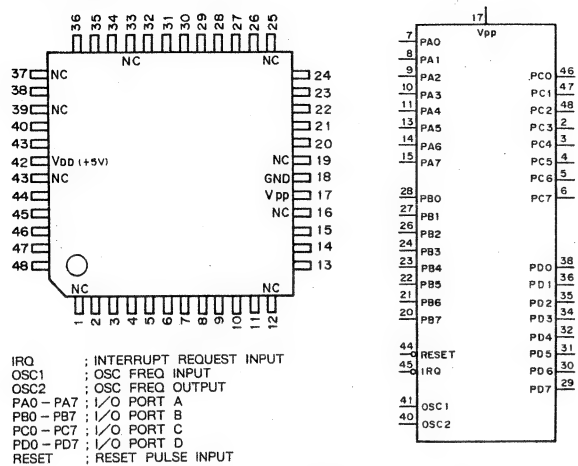 36 35 34 33 32 31 30 29 28 27 26 25
NC NC
37 NC
38
39 NC
40
43
42 VDD (+5V)
43 NC
44
45
46
47
48
24
23
22
21
20
NC 19
GND 18
Vpp 17
NC 16
15
14
13
NC NC
1 2 3 4 5 6 7 8 9 10 11 12
IRQ ; INTERRUPT REQUEST INPUT
OSC1 ; OSC FREQ INPUT
OSC2 ; OSC FREQ OUTPUT
PA0 – PA7 ; I/O PORT A
PB0 – PB7 ; I/O PORT B
PC0 – PC7 ; I/O PORT C
PD0 – PD7 ; I/O PORT D
RESET ; RESET PULSE INPUT
17
Vpp
7 PA0
8 PA1
9 PA2
10 PA3
11 PA4
13 PA5
14 PA6
15 PA7
28 PB0
27 PB1
26 PB2
24 PB3
23 PB4
22 PB5
21 PB6
20 PB7
44 RESET
45 IRQ
41 OSC1
40 OSC2
PC0 46
PC1 47
PC2 48
PC3 2
PC4 3
PC5 4
PC6 5
PC7 6
PD0 38
PD1 36
PD2 35
PD3 34
PD4 32
PD5 31
PD6 30
PD7 29